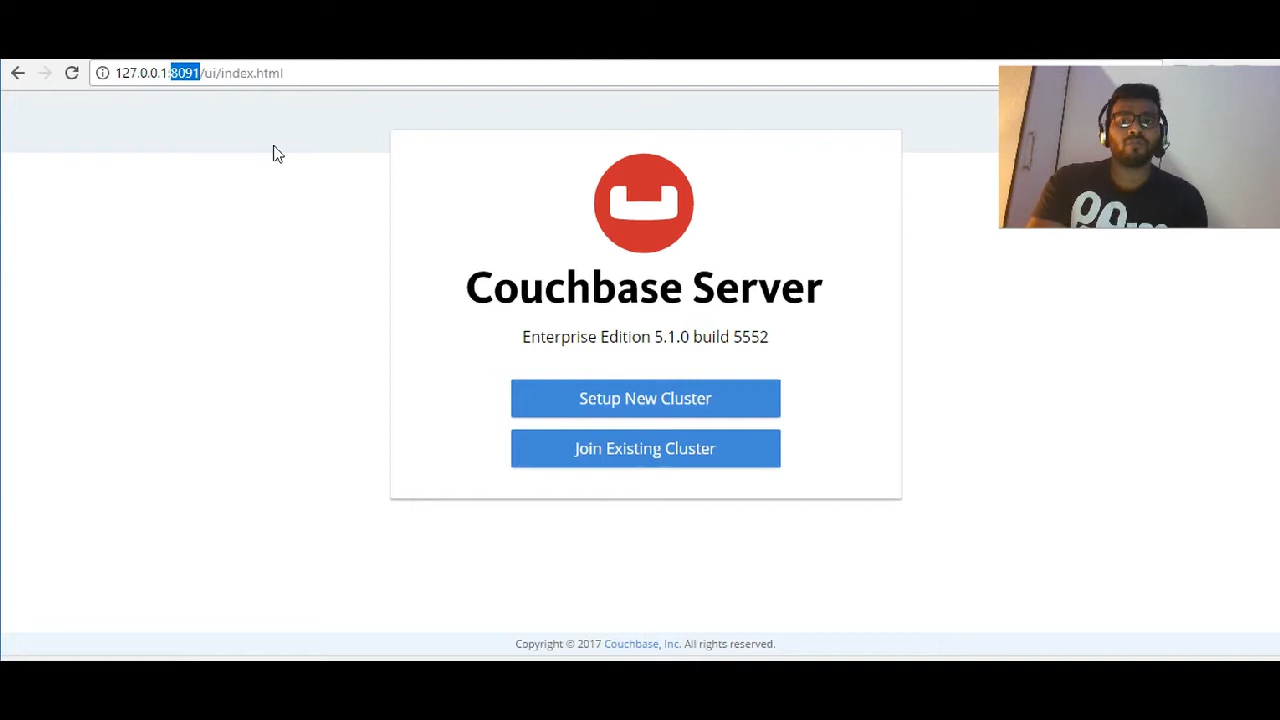 127.0.0.1:8091/ui/index.html
Couchbase Server
Enterprise Edition 5.1.0 build 5552
Setup New Cluster
Join Existing Cluster
Copyright © 2017 Couchbase, Inc. All rights reserved.